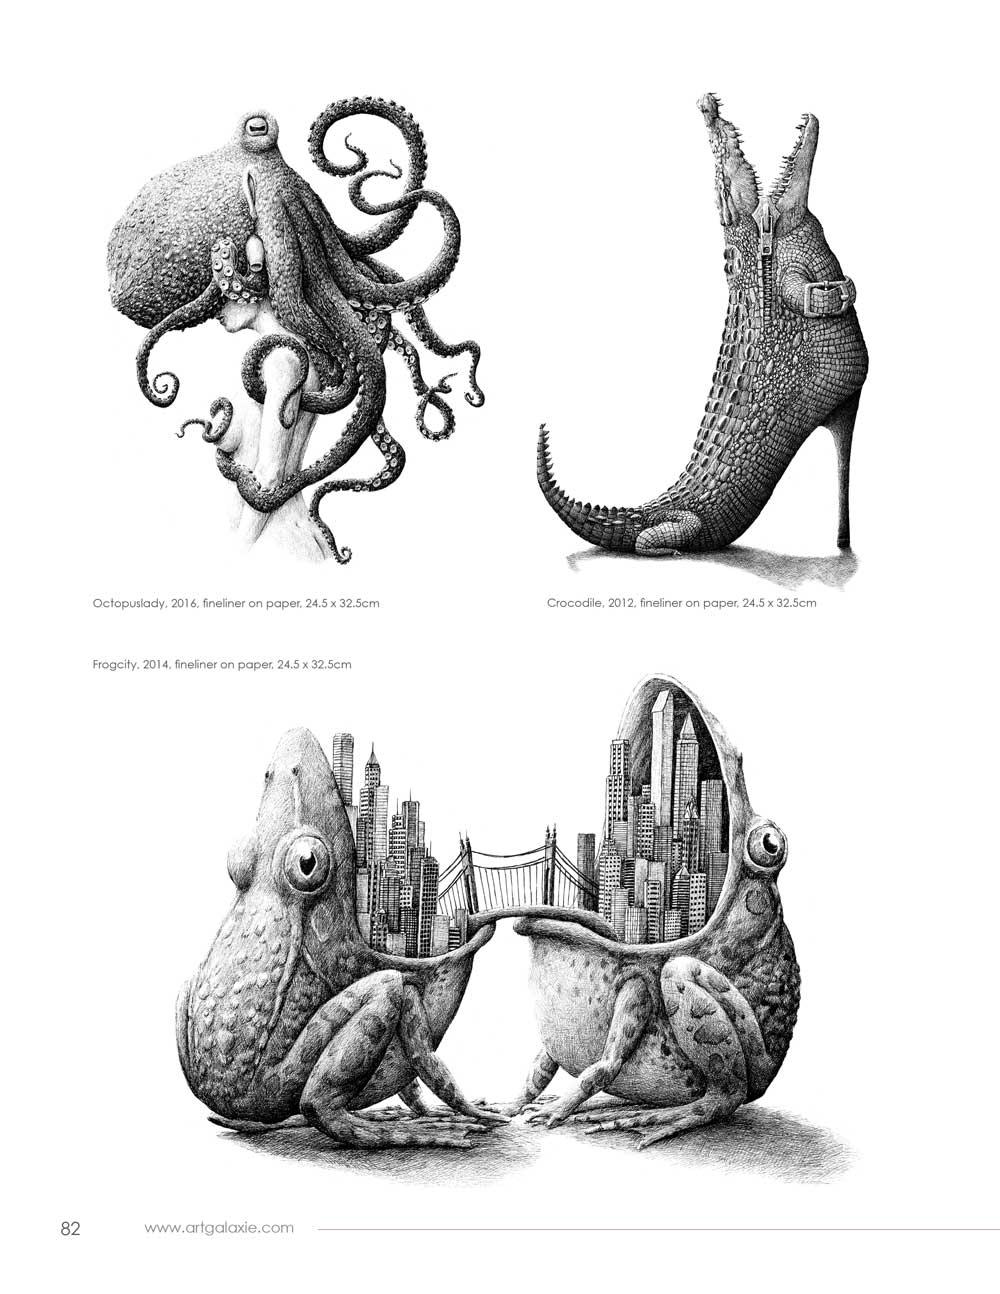 Octopuslady, 2016, fineliner on paper, 24.5 x 32.5cm
Crocodile, 2012, fineliner on paper, 24.5 x 32.5cm
Frogcity, 2014, fineliner on paper, 24.5 x 32.5cm
82
www.artgalaxie.com